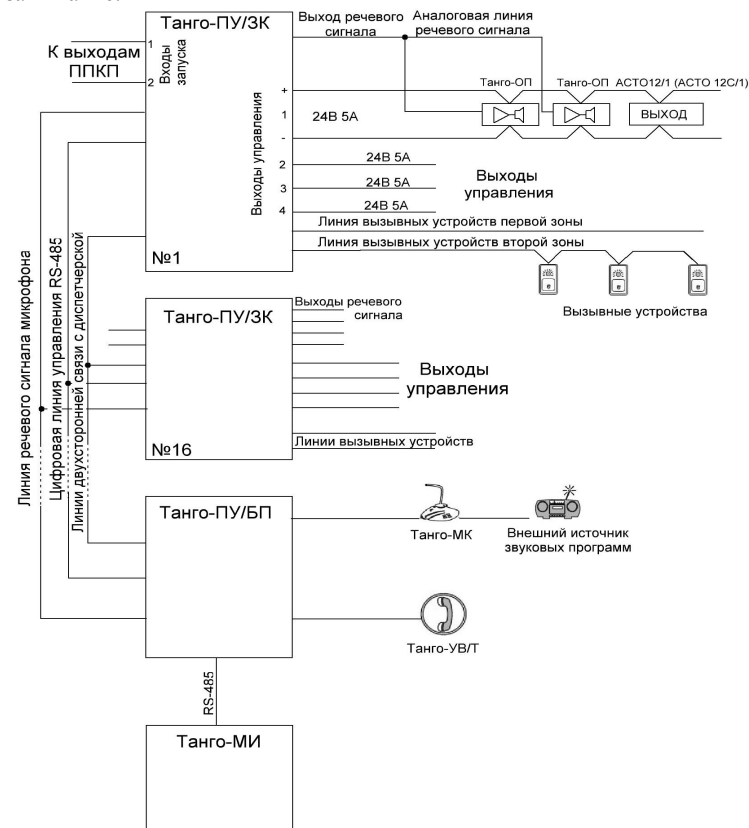 Танго-ПУ/ЗК
Выход речевого
сигнала
Аналоговая линия
речевого сигнала
К выходам
ППКП
1
2
Входы
запуска
Танго-ОП
Танго-ОП
АСТО12/1 (АСТО 12С/1)
+
1
-
24В 5А
ВЫХОД
Выходы управления
2
3
4
24В 5А
24В 5А
24В 5А
Выходы
управления
Линия вызывных устройств первой зоны
Линия вызывных устройств второй зоны
№1
Вызывные устройства
Линия речевого сигнала микрофона
Цифровая линия управления RS-485
Линии двухсторонней связи с диспетчерской
Танго-ПУ/ЗК
Выходы речевого
сигнала
Выходы
управления
Линии вызывных устройств
№16
Танго-ПУ/БП
Танго-МК
Внешний источник
звуковых программ
Танго-УВ/Т
RS-485
Танго-МИ